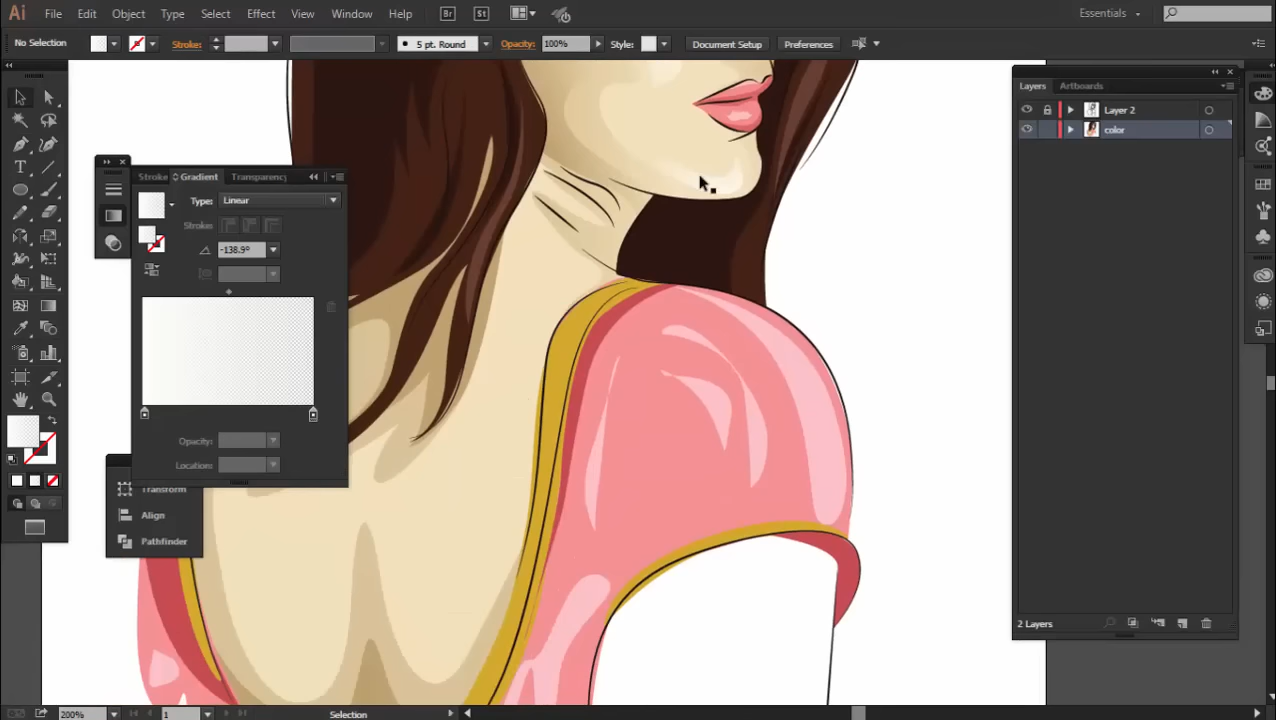 Ai File Edit Object Type Select Effect View Window Help Br St Essentials
No Selection Stroke: 5 pt. Round Opacity: 100% Style: Document Setup Preferences
Layers Artboards
Layer 2
color
Stroke Gradient Transparency
Type: Linear
Strokes:
-138.9°
Opacity:
Location:
Transform
Align
Pathfinder
2 Layers
200% 1 Selection